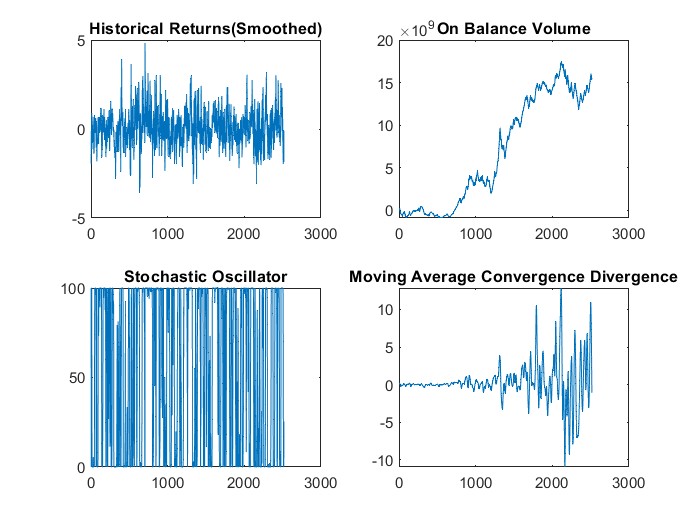 Historical Returns(Smoothed)
5
0
-5
0 1000 2000 3000
×10^9 On Balance Volume
20
15
10
5
0
0 1000 2000 3000
Stochastic Oscillator
100
50
0
0 1000 2000 3000
Moving Average Convergence Divergence
10
5
0
-5
-10
0 1000 2000 3000